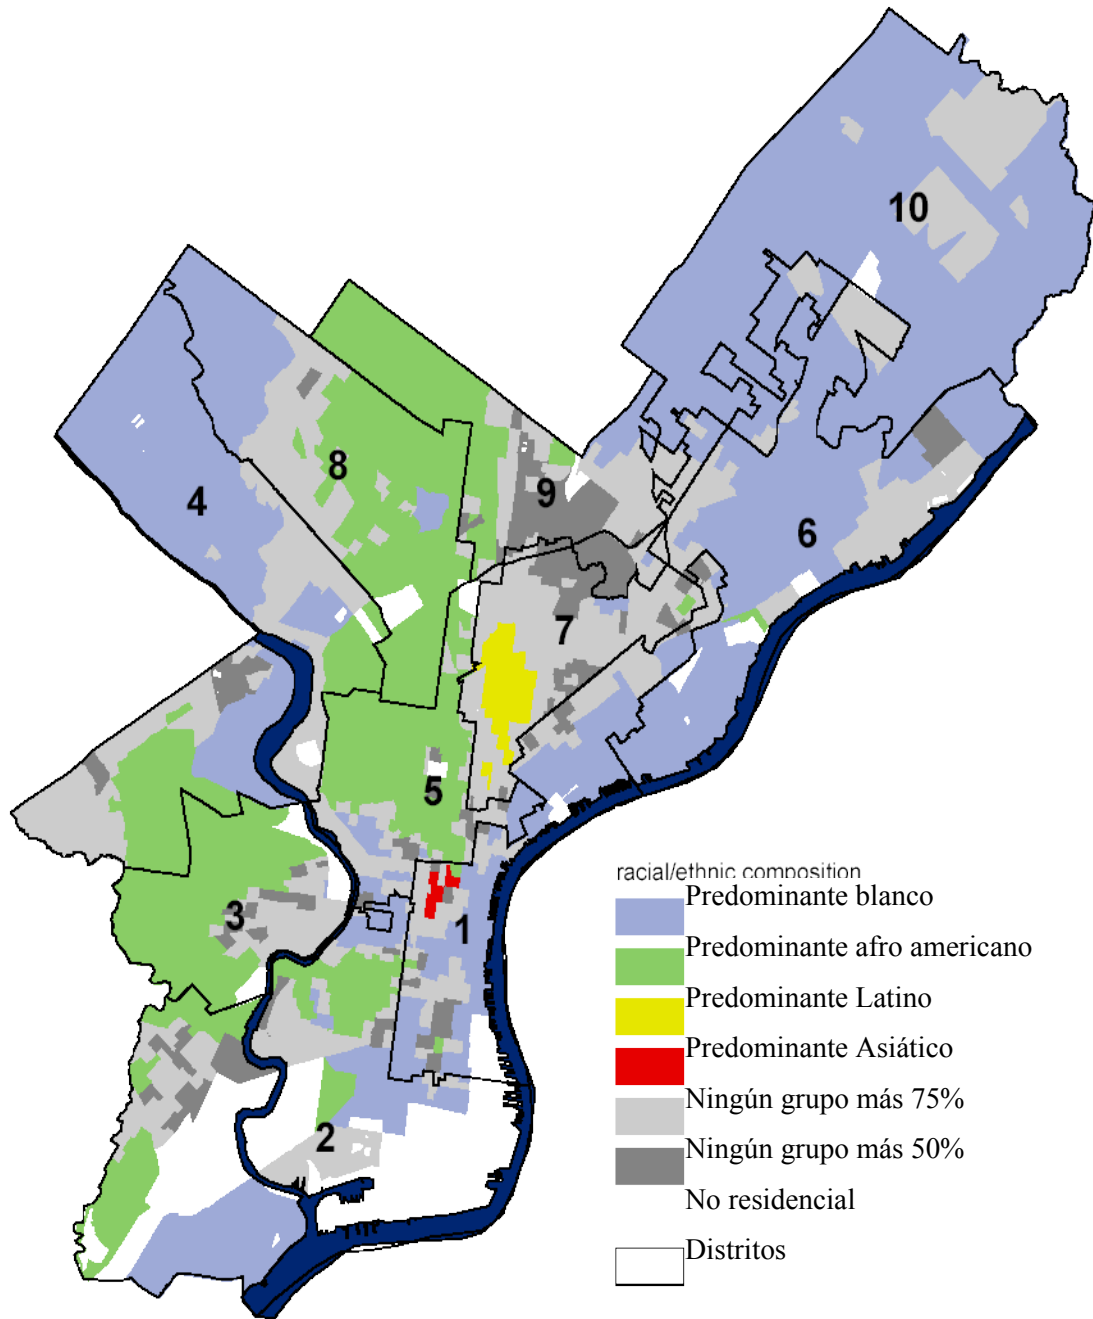 10
8
4
9
6
7
5
3
1
2
racial/ethnic composition
Predominante blanco
Predominante afro americano
Predominante Latino
Predominante Asiático
Ningún grupo más 75%
Ningún grupo más 50%
No residencial
Distritos